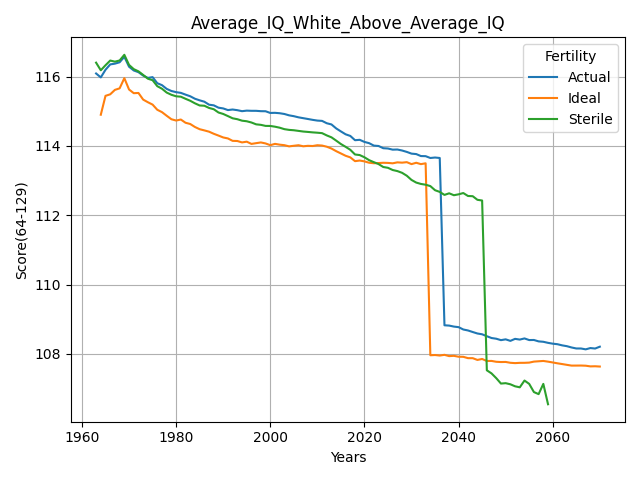 Average_IQ_White_Above_Average_IQ
Fertility
Actual
Ideal
Sterile
Score(64-129)
116
114
112
110
108
1960
1980
2000
2020
2040
2060
Years